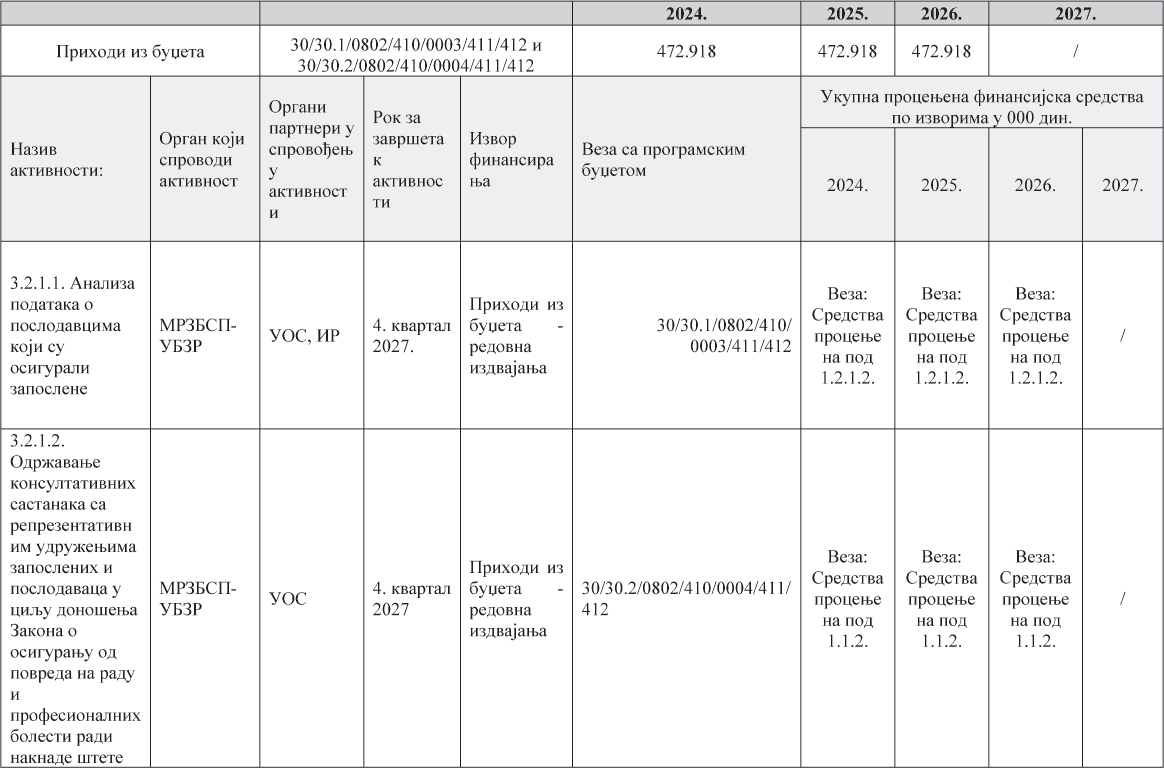 2024. 2025. 2026. 2027.
Приходи из буџета
30/30.1/0802/410/0003/411/412 и
30/30.2/0802/410/0004/411/412
472.918 472.918 472.918 /
Назив
активности:
Орган који
спроводи
активност
Органи
партнери у
спровођењ
у
активност
и
Рок за
завршета
к
активнос
ти
Извор
финансира
ња
Веза са програмским
буџетом
Укупна процењена финансијска средства
по изворима у 000 дин.
2024. 2025. 2026. 2027.
3.2.1.1. Анализа
података о
послодавцима
који су
осигурали
запослене
МРЗБСП-
УБЗР
УОС, ИР
4. квартал
2027.
Приходи из
буџета -
редовна
издвајања
30/30.1/0802/410/
0003/411/412
Веза:
Средства
процење
на под
1.2.1.2.
Веза:
Средства
процење
на под
1.2.1.2.
Веза:
Средства
процење
на под
1.2.1.2.
/
3.2.1.2.
Одржавање
консултативних
састанака са
репрезентативн
им удружењима
запослених и
послодаваца у
циљу доношења
Закона о
осигурању од
повреда на раду
и
професионалних
болести ради
накнаде штете
МРЗБСП-
УБЗР
УОС
4. квартал
2027
Приходи из
буџета -
редовна
издвајања
30/30.2/0802/410/0004/411/
412
Веза:
Средства
процење
на под
1.1.2.
Веза:
Средства
процење
на под
1.1.2.
Веза:
Средства
процење
на под
1.1.2.
/